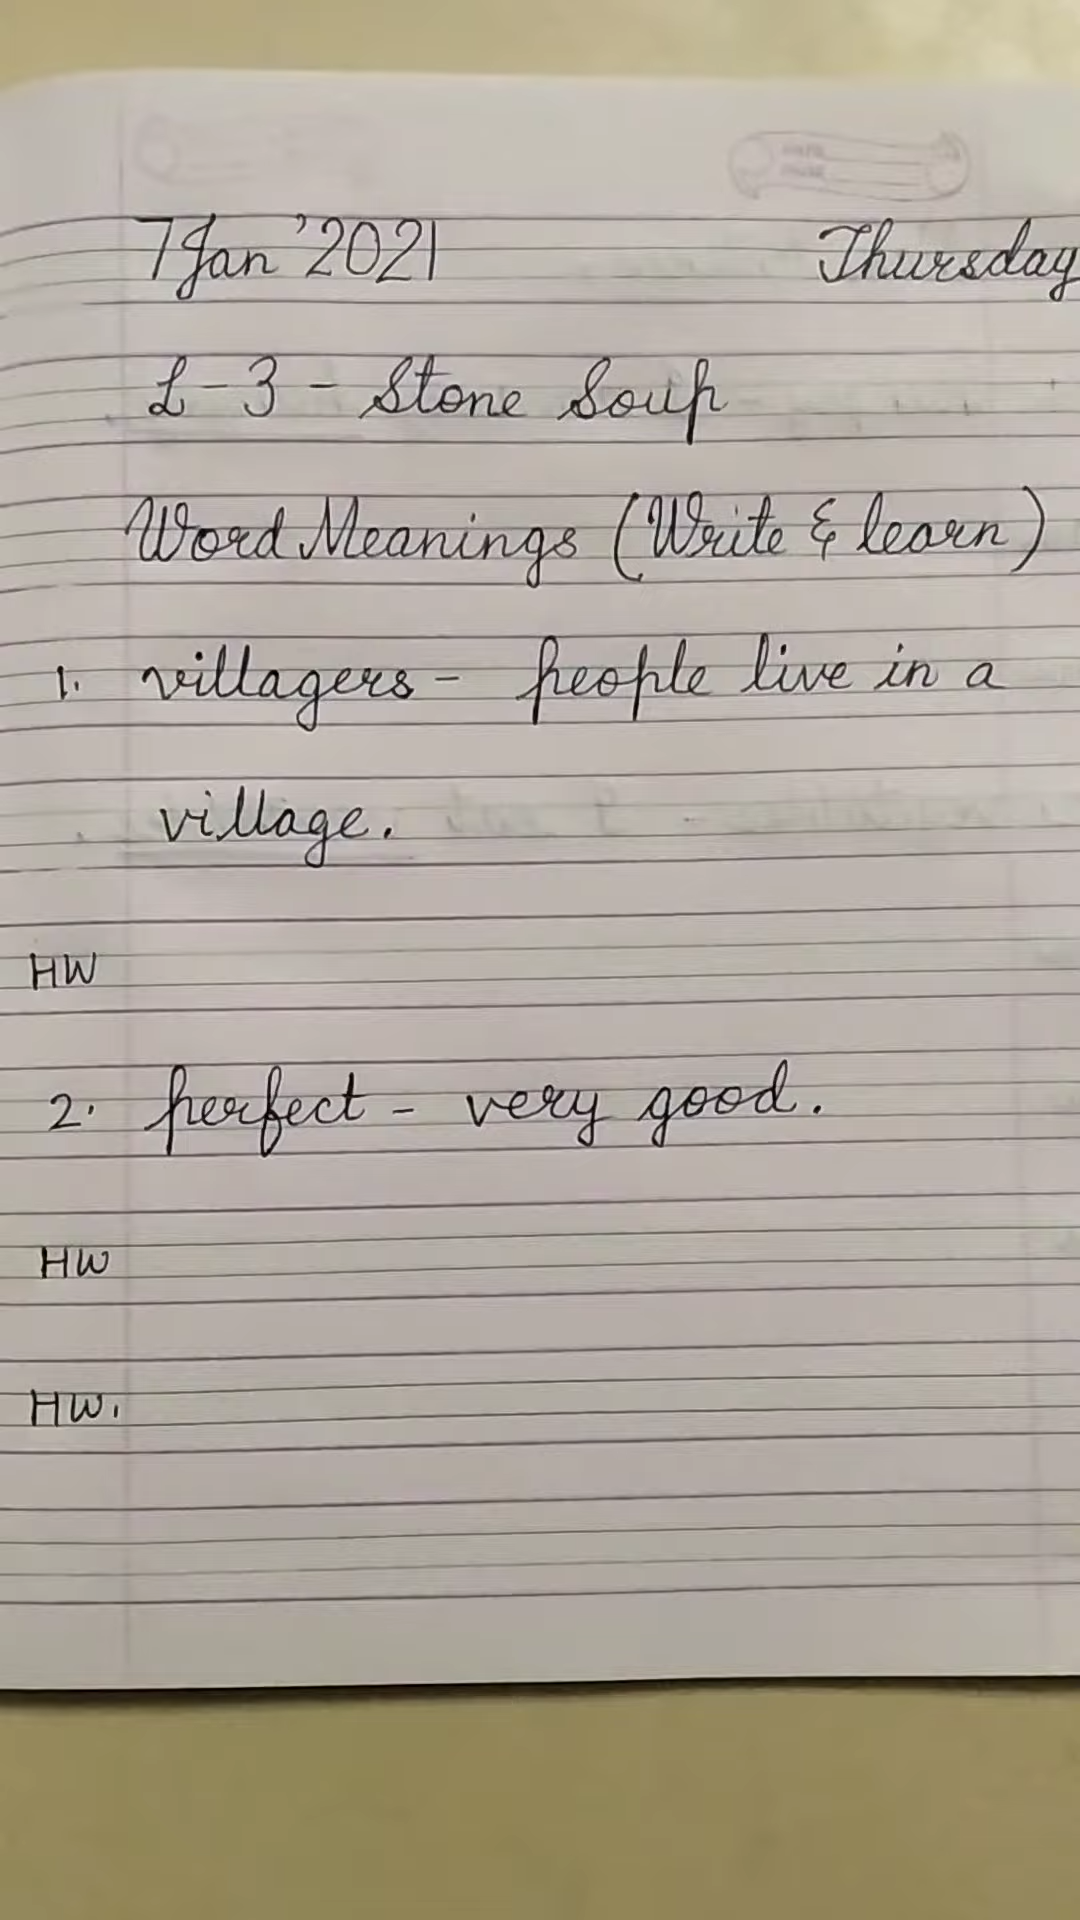 7 Jan '2021 Thursday
L-3 - Stone Soup
Word Meanings (Write & learn)
1. villagers - people live in a
village.
HW
2. perfect - very good.
HW
HW.